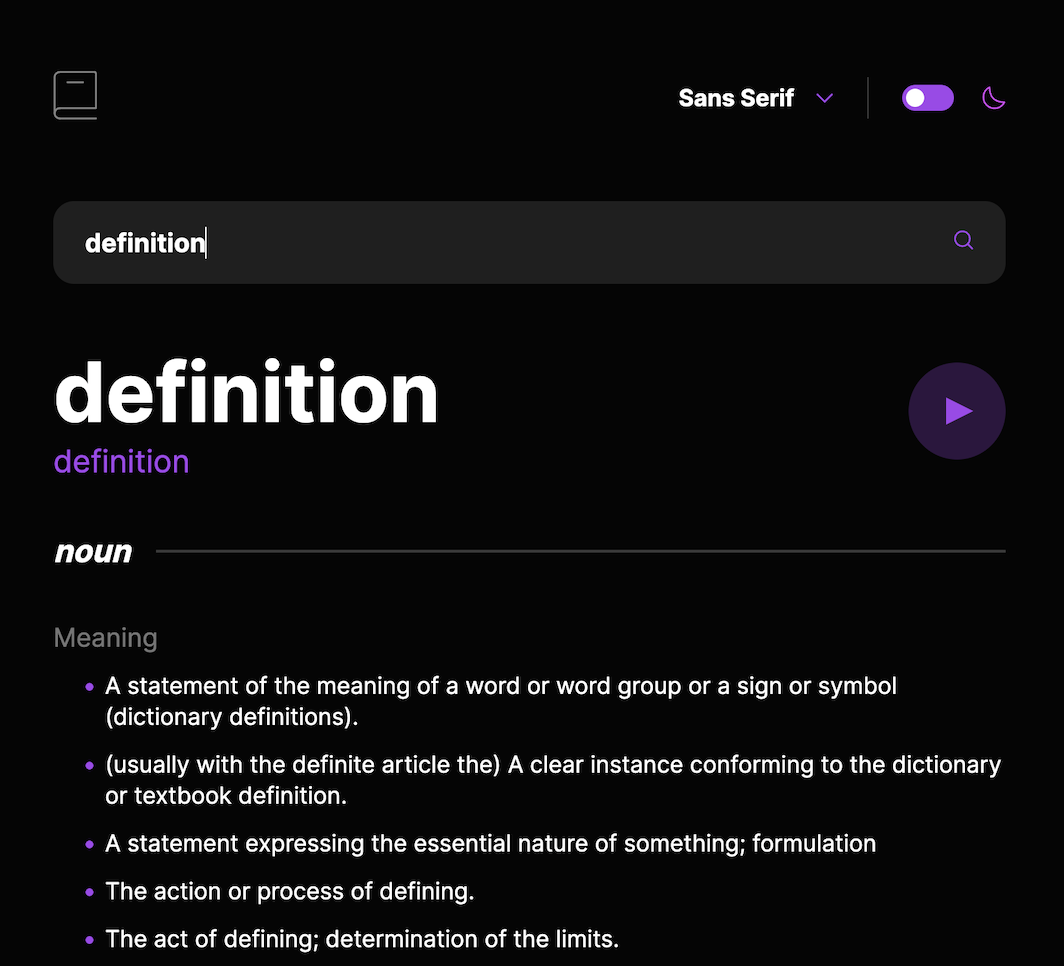 Sans Serif
definition
definition
definition
noun
Meaning
A statement of the meaning of a word or word group or a sign or symbol
(dictionary definitions).
(usually with the definite article the) A clear instance conforming to the dictionary
or textbook definition.
A statement expressing the essential nature of something; formulation
The action or process of defining.
The act of defining; determination of the limits.